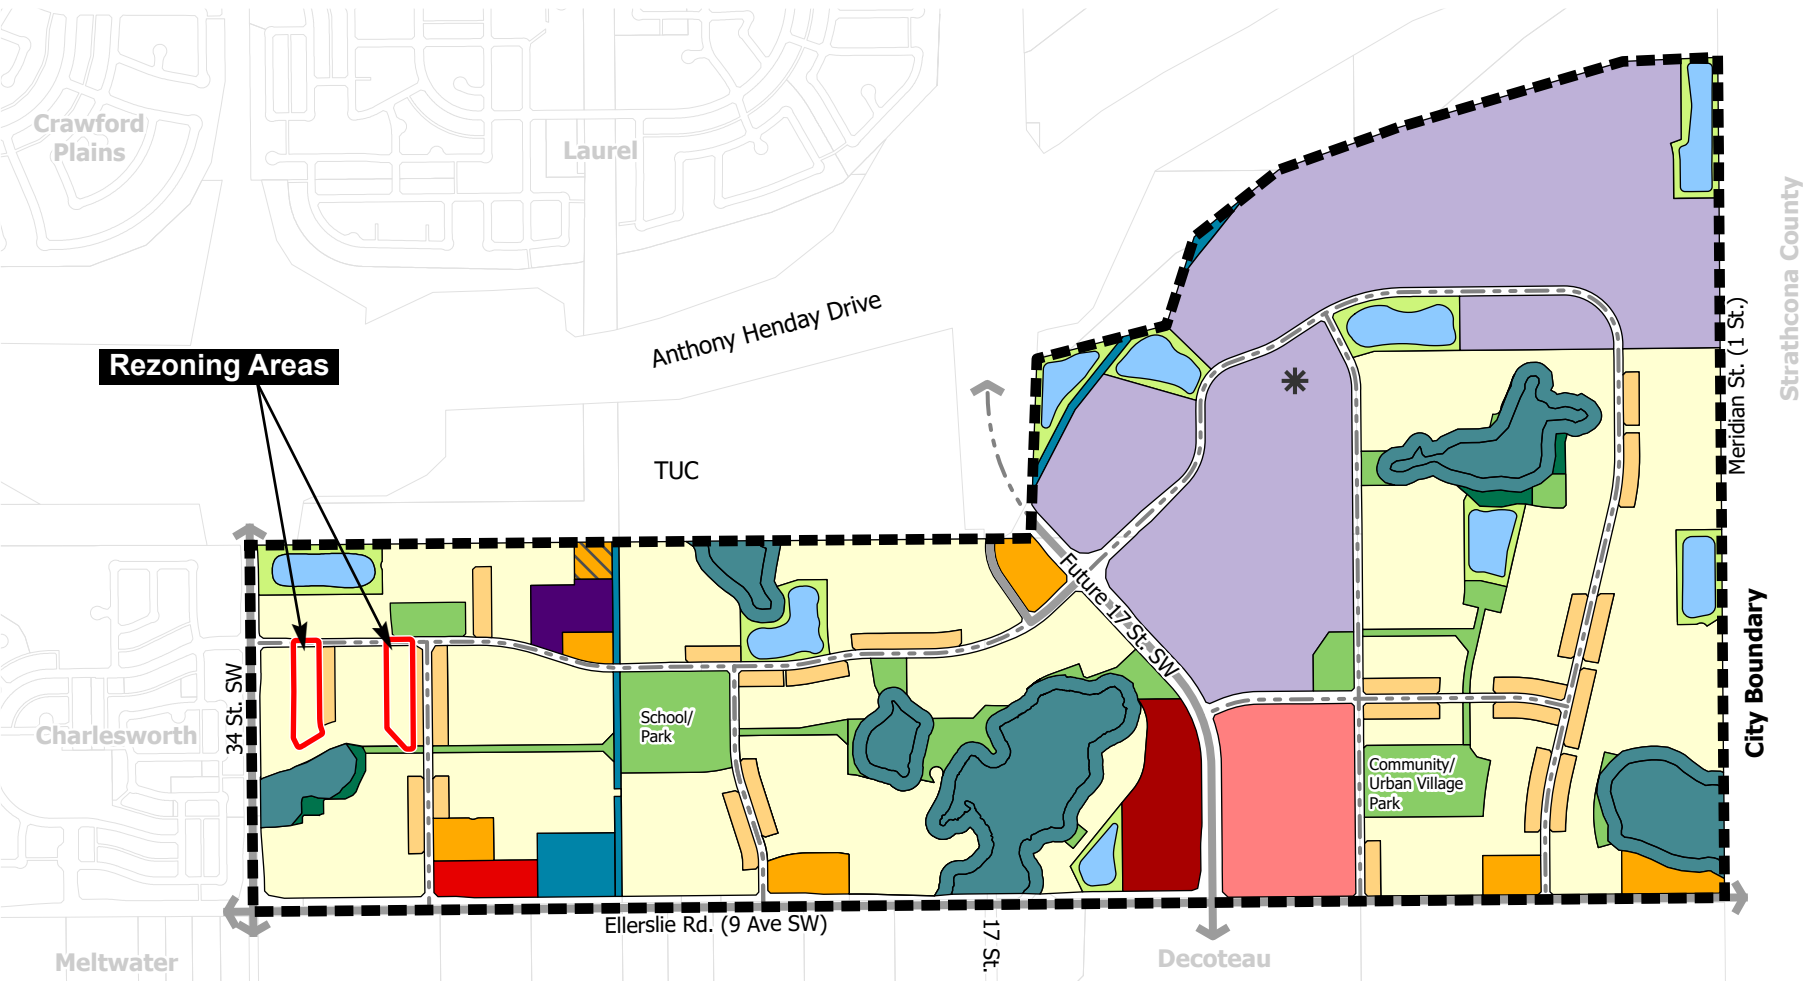 Crawford
Plains
Laurel
Strathcona County
Anthony Henday Drive
Meridian St. (1 St.)
Rezoning Areas
TUC
Future 17 St. SW
City Boundary
34 St. SW
Charlesworth
School/
Park
Community/
Urban Village
Park
Ellerslie Rd. (9 Ave SW)
17 St.
Meltwater
Decoteau